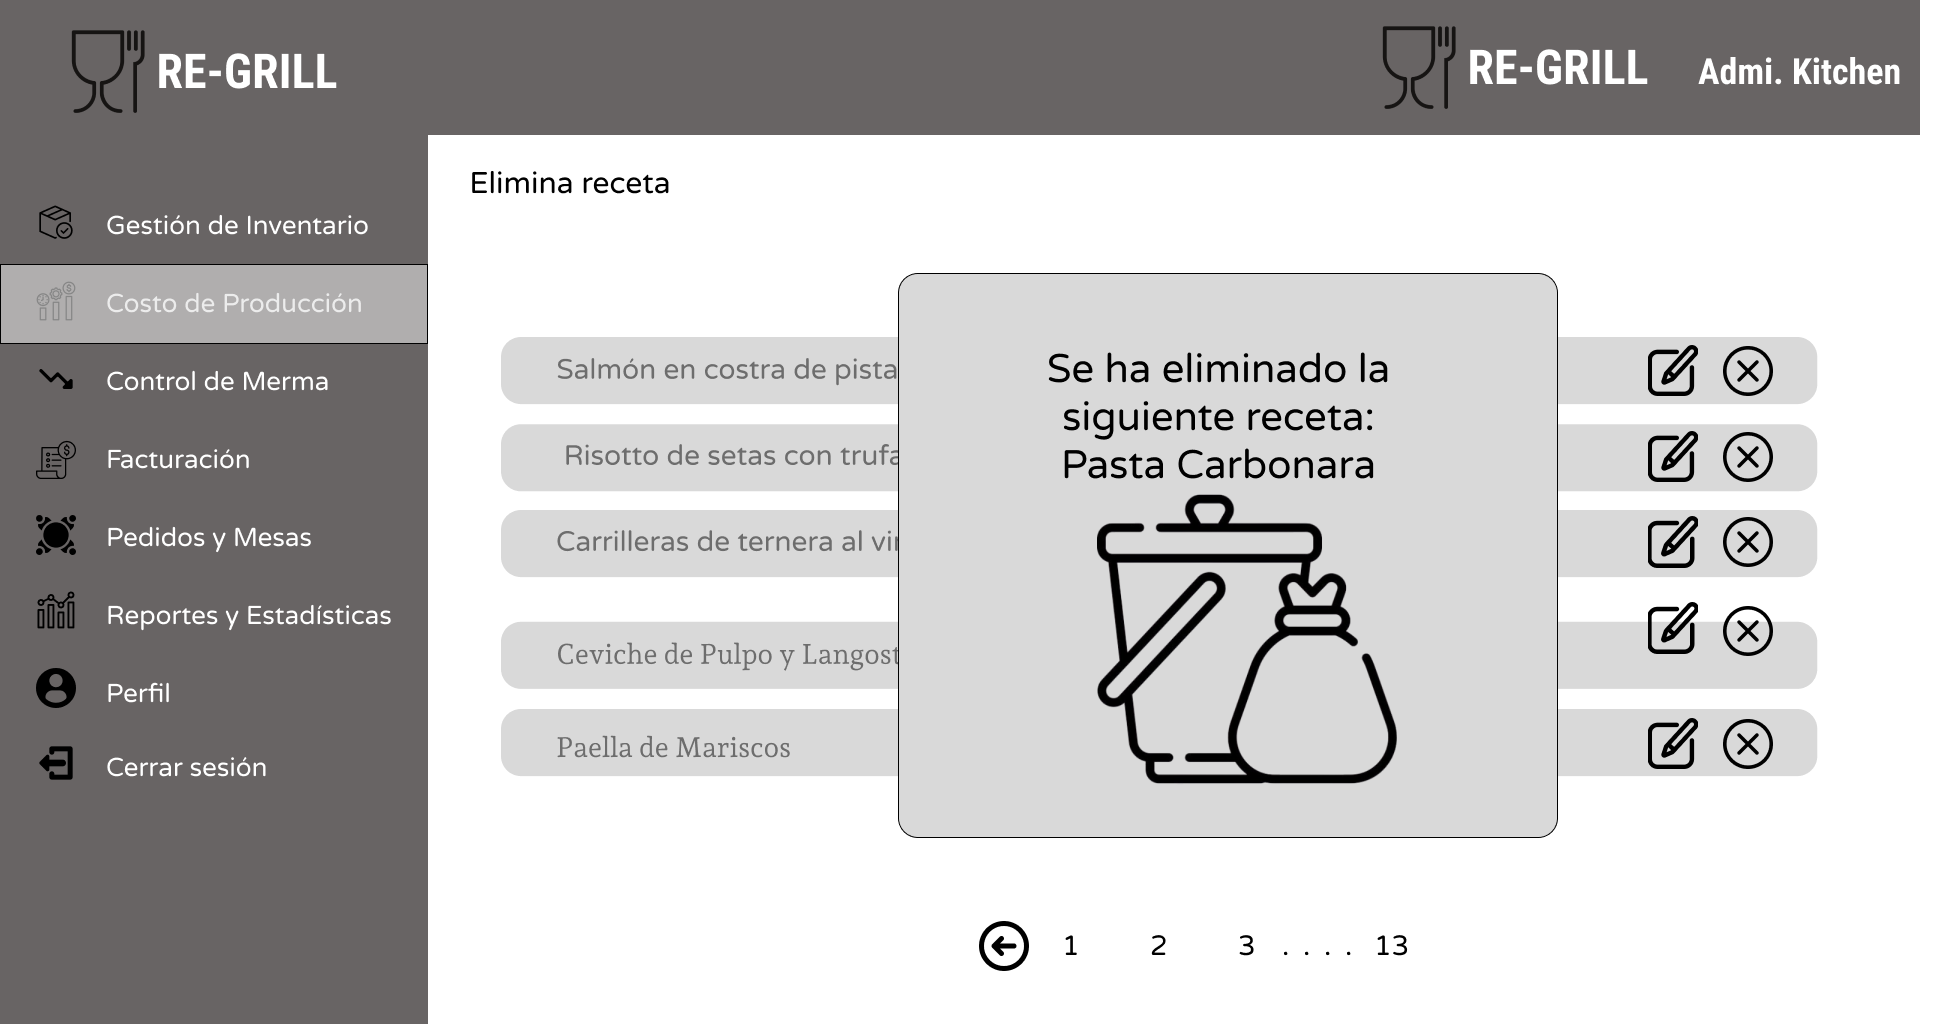 RE-GRILL
RE-GRILL
Admi. Kitchen
Gestión de Inventario
Costo de Producción
Control de Merma
Facturación
Pedidos y Mesas
Reportes y Estadísticas
Perfil
Cerrar sesión
Elimina receta
Salmón en costra de pista
Risotto de setas con trufa
Carrilleras de ternera al vin
Ceviche de Pulpo y Langost
Paella de Mariscos
Se ha eliminado la
siguiente receta:
Pasta Carbonara
1 2 3 . . . . 13